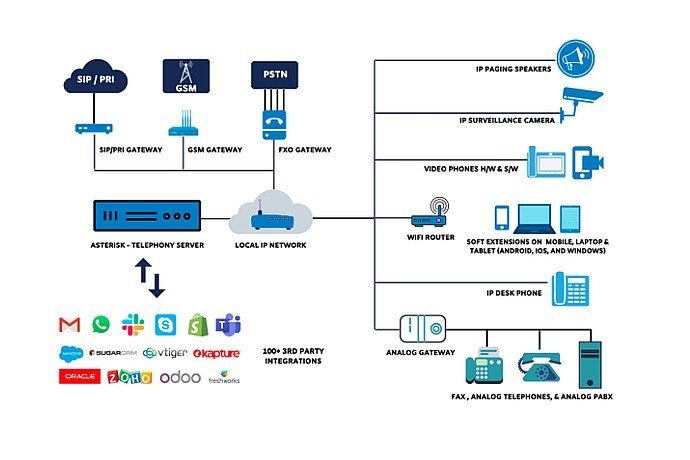 SIP / PRI
GSM
PSTN
SIP/PRI GATEWAY
GSM GATEWAY
FXO GATEWAY
ASTERISK - TELEPHONY SERVER
LOCAL IP NETWORK
IP PAGING SPEAKERS
IP SURVEILLANCE CAMERA
VIDEO PHONES H/W & S/W
WIFI ROUTER
SOFT EXTENSIONS ON MOBILE, LAPTOP &
TABLET (ANDROID, IOS, AND WINDOWS)
IP DESK PHONE
ANALOG GATEWAY
FAX , ANALOG TELEPHONES, & ANALOG PABX
100+ 3RD PARTY
INTEGRATIONS
salesforce
SUGARCRM
vtiger
kapture
ORACLE
ZOHO
odoo
freshworks